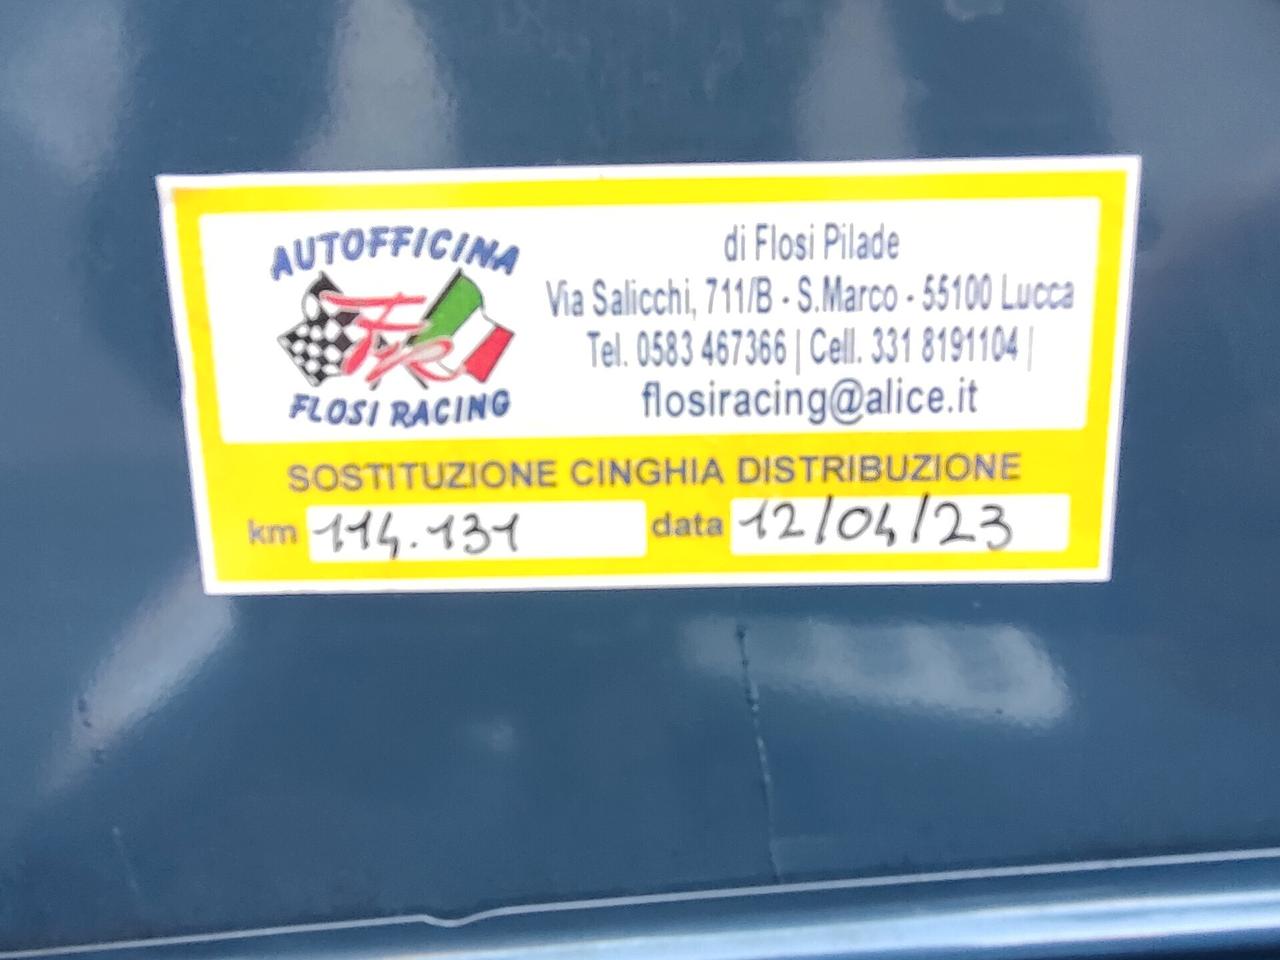 AUTOFFICINA
FR
FLOSI RACING
di Flosi Pilade
Via Salicchi, 711/B - S.Marco - 55100 Lucca
Tel. 0583 467366 | Cell. 331 8191104 |
flosiracing@alice.it
SOSTITUZIONE CINGHIA DISTRIBUZIONE
km 114.131 data 12/04/23